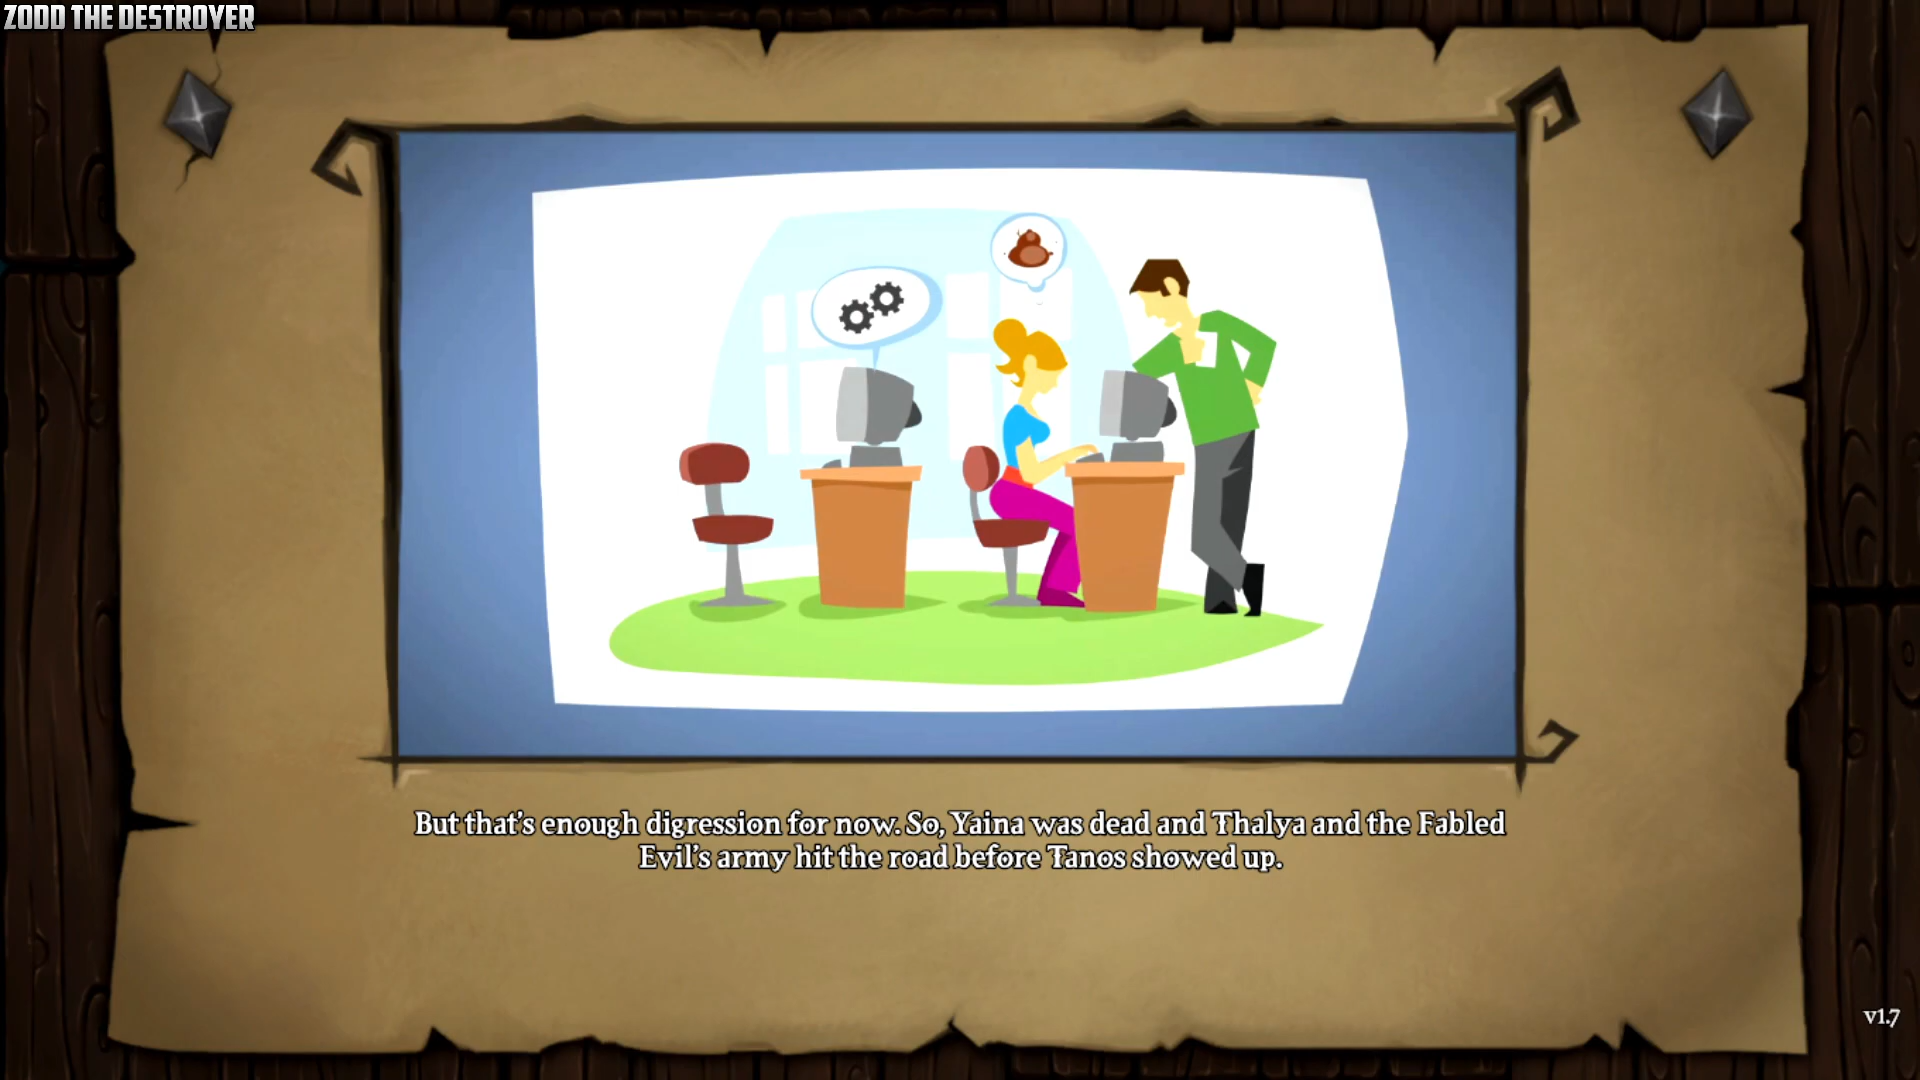 ZODD THE DESTROYER
But that's enough digression for now. So, Yaina was dead and Thalya and the Fabled
Evil's army hit the road before Tanos showed up.
v1.7